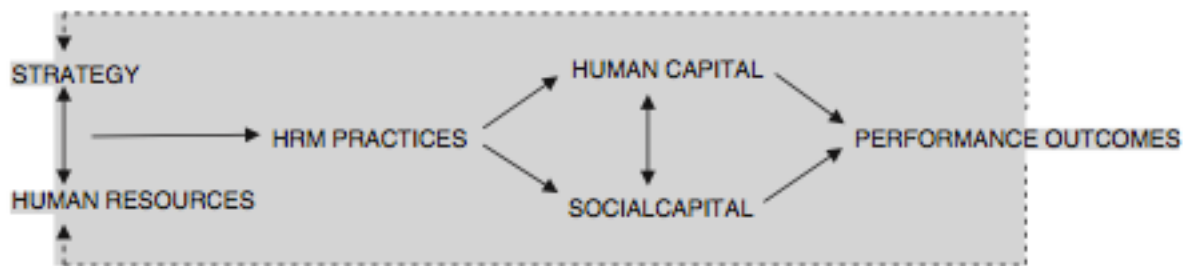 STRATEGY
HUMAN RESOURCES
HRM PRACTICES
HUMAN CAPITAL
SOCIALCAPITAL
PERFORMANCE OUTCOMES